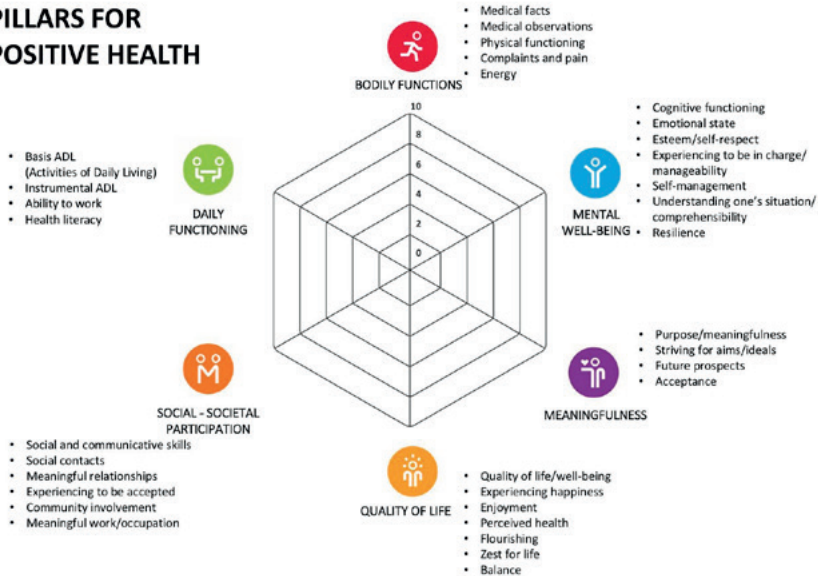 PILLARS FOR
POSITIVE HEALTH
• Medical facts
• Medical observations
• Physical functioning
• Complaints and pain
• Energy
BODILY FUNCTIONS
10
8
6
4
2
0
• Cognitive functioning
• Emotional state
• Esteem/self-respect
• Experiencing to be in charge/
manageability
• Self-management
• Understanding one's situation/
comprehensibility
• Resilience
MENTAL
WELL-BEING
• Basis ADL
(Activities of Daily Living)
• Instrumental ADL
• Ability to work
• Health literacy
DAILY
FUNCTIONING
• Purpose/meaningfulness
• Striving for aims/ideals
• Future prospects
• Acceptance
MEANINGFULNESS
SOCIAL - SOCIETAL
PARTICIPATION
• Social and communicative skills
• Social contacts
• Meaningful relationships
• Experiencing to be accepted
• Community involvement
• Meaningful work/occupation
QUALITY OF LIFE
• Quality of life/well-being
• Experiencing happiness
• Enjoyment
• Perceived health
• Flourishing
• Zest for life
• Balance